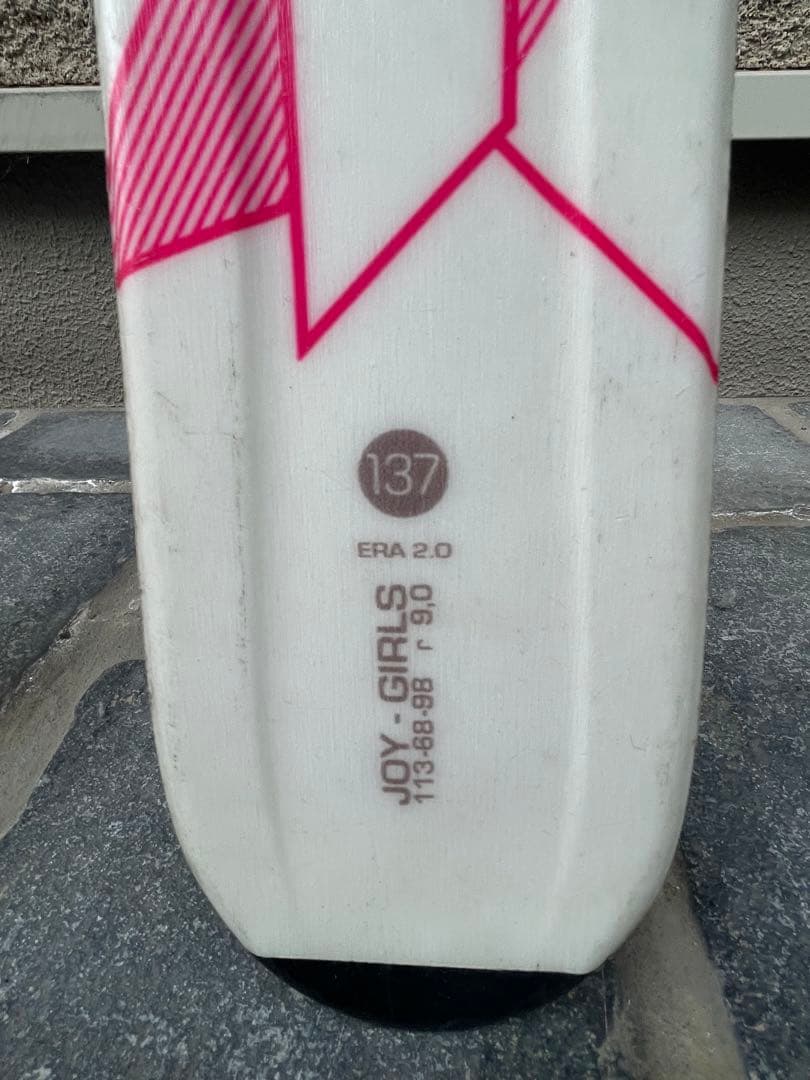 137
ERA 2.0
JOY - GIRLS
113-68-98 r 9,0